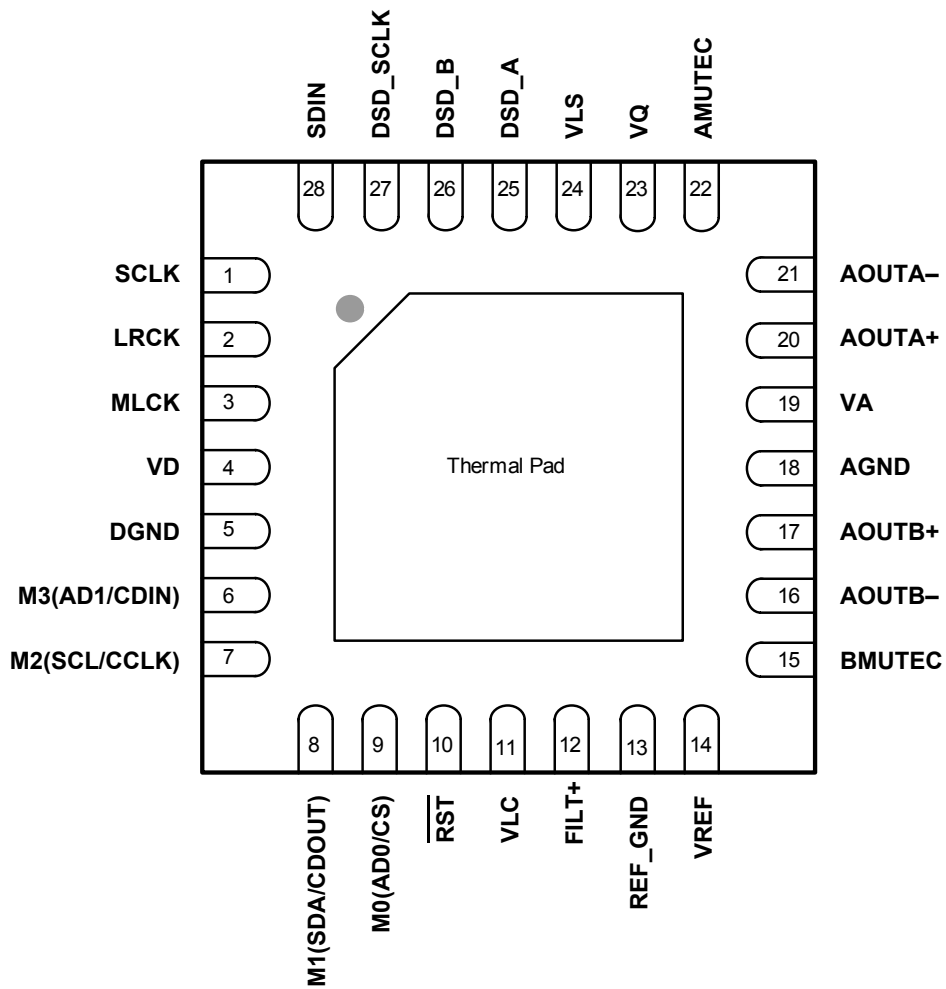 SDIN
DSD_SCLK
DSD_B
DSD_A
VLS
VQ
AMUTEC
28
27
26
25
24
23
22
SCLK
1
LRCK
2
MLCK
3
VD
4
DGND
5
M3(AD1/CDIN)
6
M2(SCL/CCLK)
7
Thermal Pad
21
AOUTA–
20
AOUTA+
19
VA
18
AGND
17
AOUTB+
16
AOUTB–
15
BMUTEC
8
9
10
11
12
13
14
M1(SDA/CDOUT)
M0(AD0/CS)
RST
VLC
FILT+
REF_GND
VREF